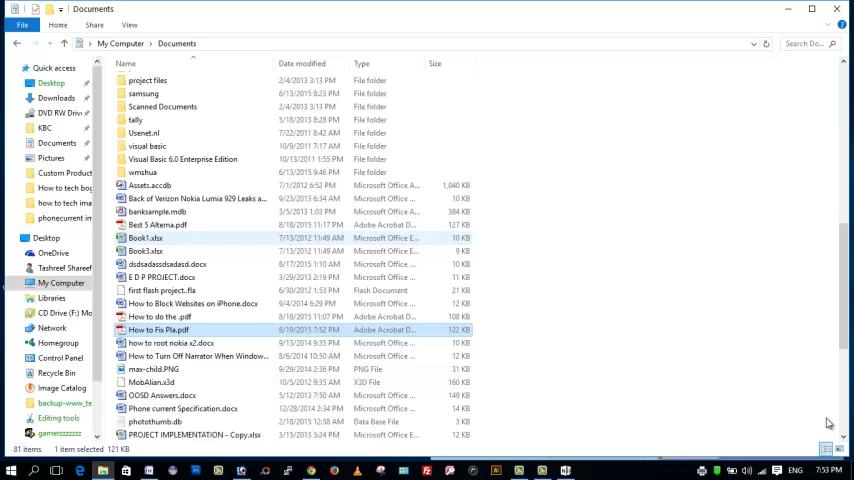 Documents
File Home Share View
My Computer > Documents
Search Do...
Name Date modified Type Size
Quick access
Desktop
Downloads
DVD RW Drive
KBC
Documents
Pictures
Custom Product
How to tech bog
how to tech imag
phonecurrent im
Desktop
OneDrive
Tashreef Shareef
My Computer
Libraries
CD Drive (F:) Mo
Network
Homegroup
Control Panel
Recycle Bin
Image Catalog
backup-www_te
Editing tools
gamerzzzzzzz
project files 2/4/2013 3:13 PM File folder
samsung 6/13/2015 8:23 PM File folder
Scanned Documents 2/4/2013 3:13 PM File folder
tally 5/18/2013 8:28 PM File folder
Usenet.nl 7/22/2011 8:42 AM File folder
visual basic 10/9/2011 7:17 AM File folder
Visual Basic 6.0 Enterprise Edition 10/13/2011 1:55 PM File folder
wmshua 6/13/2015 9:46 PM File folder
Assets.accdb 7/1/2012 6:52 PM Microsoft Office A... 1,040 KB
Back of Verizon Nokia Lumia 929 Leaks a... 9/23/2013 6:34 AM Microsoft Office ... 10 KB
banksample.mdb 3/5/2013 1:03 PM Microsoft Office A... 384 KB
Best 5 Alterna.pdf 8/18/2015 11:17 PM Adobe Acrobat D... 127 KB
Book1.xlsx 7/13/2012 11:49 AM Microsoft Office E... 10 KB
Book3.xlsx 7/13/2012 11:49 AM Microsoft Office E... 9 KB
dsdsadassdsadasd.docx 8/17/2015 1:10 AM Microsoft Office ... 10 KB
E D P PROJECT.docx 3/29/2013 2:19 PM Microsoft Office ... 11 KB
first flash project..fla 6/30/2012 1:53 PM Flash Document 21 KB
How to Block Websites on iPhone.docx 9/4/2014 6:29 PM Microsoft Office ... 12 KB
How to do the .pdf 8/18/2015 11:07 PM Adobe Acrobat D... 108 KB
How to Fix Pla.pdf 8/19/2015 7:52 PM Adobe Acrobat D... 122 KB
how to root nokia x2.docx 9/13/2014 9:35 PM Microsoft Office ... 10 KB
How to Turn Off Narrator When Window... 8/6/2014 10:50 AM Microsoft Office ... 12 KB
max-child.PNG 9/29/2014 2:36 PM PNG File 31 KB
MobAlian.x3d 10/5/2012 9:35 AM X3D File 160 KB
OOSD Answers.docx 5/12/2013 7:20 PM Microsoft Office ... 149 KB
Phone current Specification.docx 12/28/2014 2:34 PM Microsoft Office ... 14 KB
photothumb.db 2/18/2015 12:58 AM Data Base File 3 KB
PROJECT IMPLEMENTATION - Copy.xlsx 3/15/2013 3:24 PM Microsoft Office E... 12 KB
81 items 1 item selected 121 KB
ENG 7:53 PM